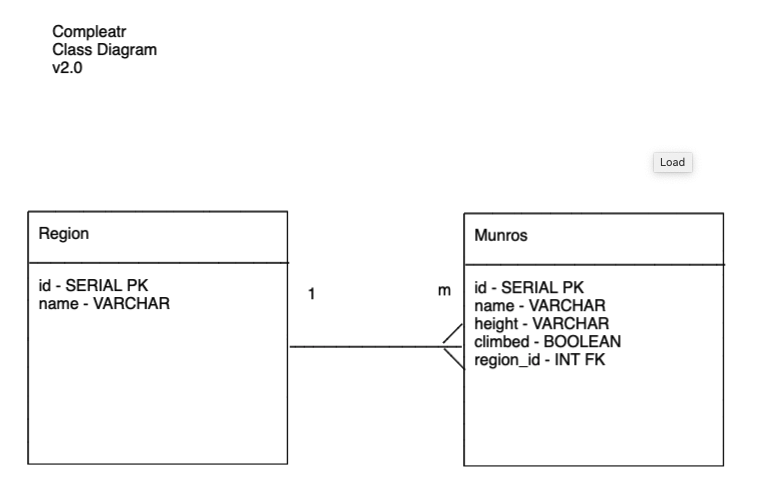 Compleatr
Class Diagram
v2.0
Load
Region
id - SERIAL PK
name - VARCHAR
1
m
Munros
id - SERIAL PK
name - VARCHAR
height - VARCHAR
climbed - BOOLEAN
region_id - INT FK